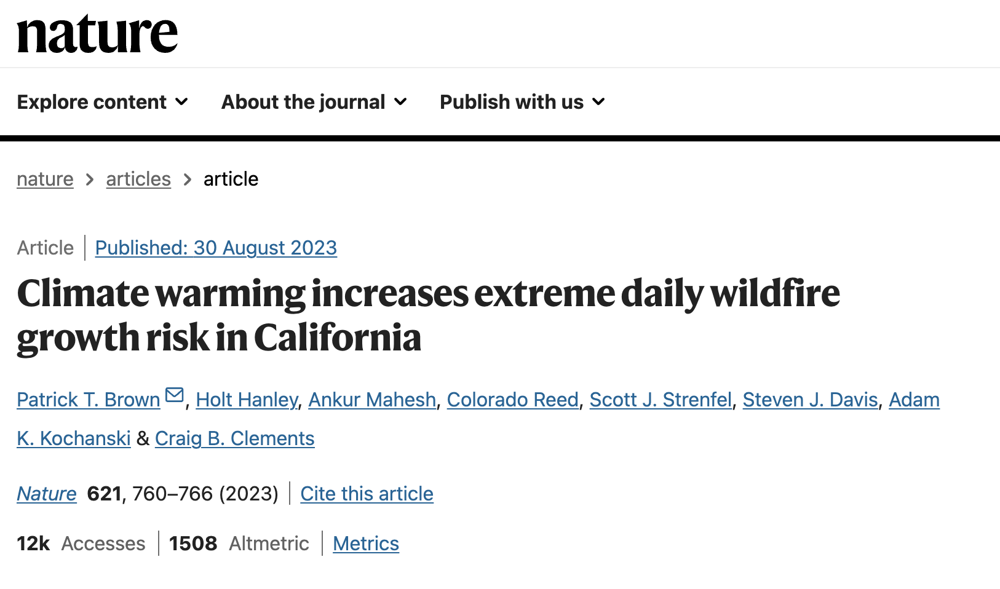 nature
Explore content About the journal Publish with us
nature > articles > article
Article | Published: 30 August 2023
Climate warming increases extreme daily wildfire
growth risk in California
Patrick T. Brown, Holt Hanley, Ankur Mahesh, Colorado Reed, Scott J. Strenfel, Steven J. Davis, Adam
K. Kochanski & Craig B. Clements
Nature 621, 760–766 (2023) | Cite this article
12k Accesses | 1508 Altmetric | Metrics